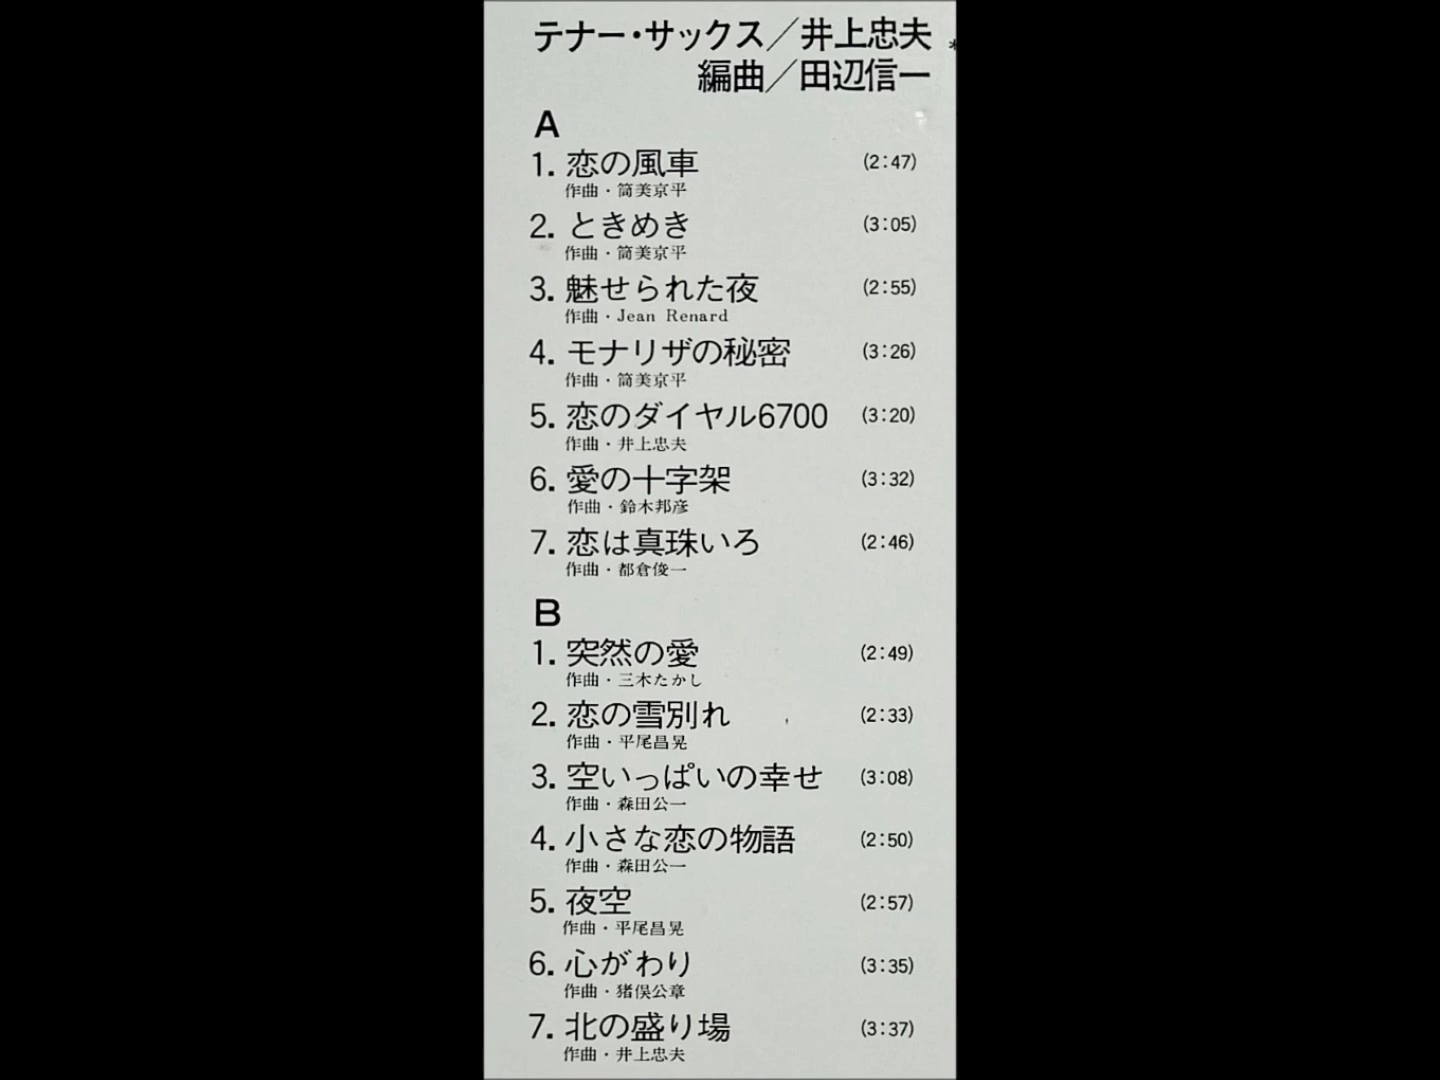 テナー・サックス／井上忠夫 *
編曲／田辺信一
A
1. 恋の風車 (2:47)
作曲・筒美京平
2. ときめき (3:05)
作曲・筒美京平
3. 魅せられた夜 (2:55)
作曲・Jean Renard
4. モナリザの秘密 (3:26)
作曲・筒美京平
5. 恋のダイヤル6700 (3:20)
作曲・井上忠夫
6. 愛の十字架 (3:32)
作曲・鈴木邦彦
7. 恋は真珠いろ (2:46)
作曲・都倉俊一
B
1. 突然の愛 (2:49)
作曲・三木たかし
2. 恋の雪別れ (2:33)
作曲・平尾昌晃
3. 空いっぱいの幸せ (3:08)
作曲・森田公一
4. 小さな恋の物語 (2:50)
作曲・森田公一
5. 夜空 (2:57)
作曲・平尾昌晃
6. 心がわり (3:35)
作曲・猪俣公章
7. 北の盛り場 (3:37)
作曲・井上忠夫